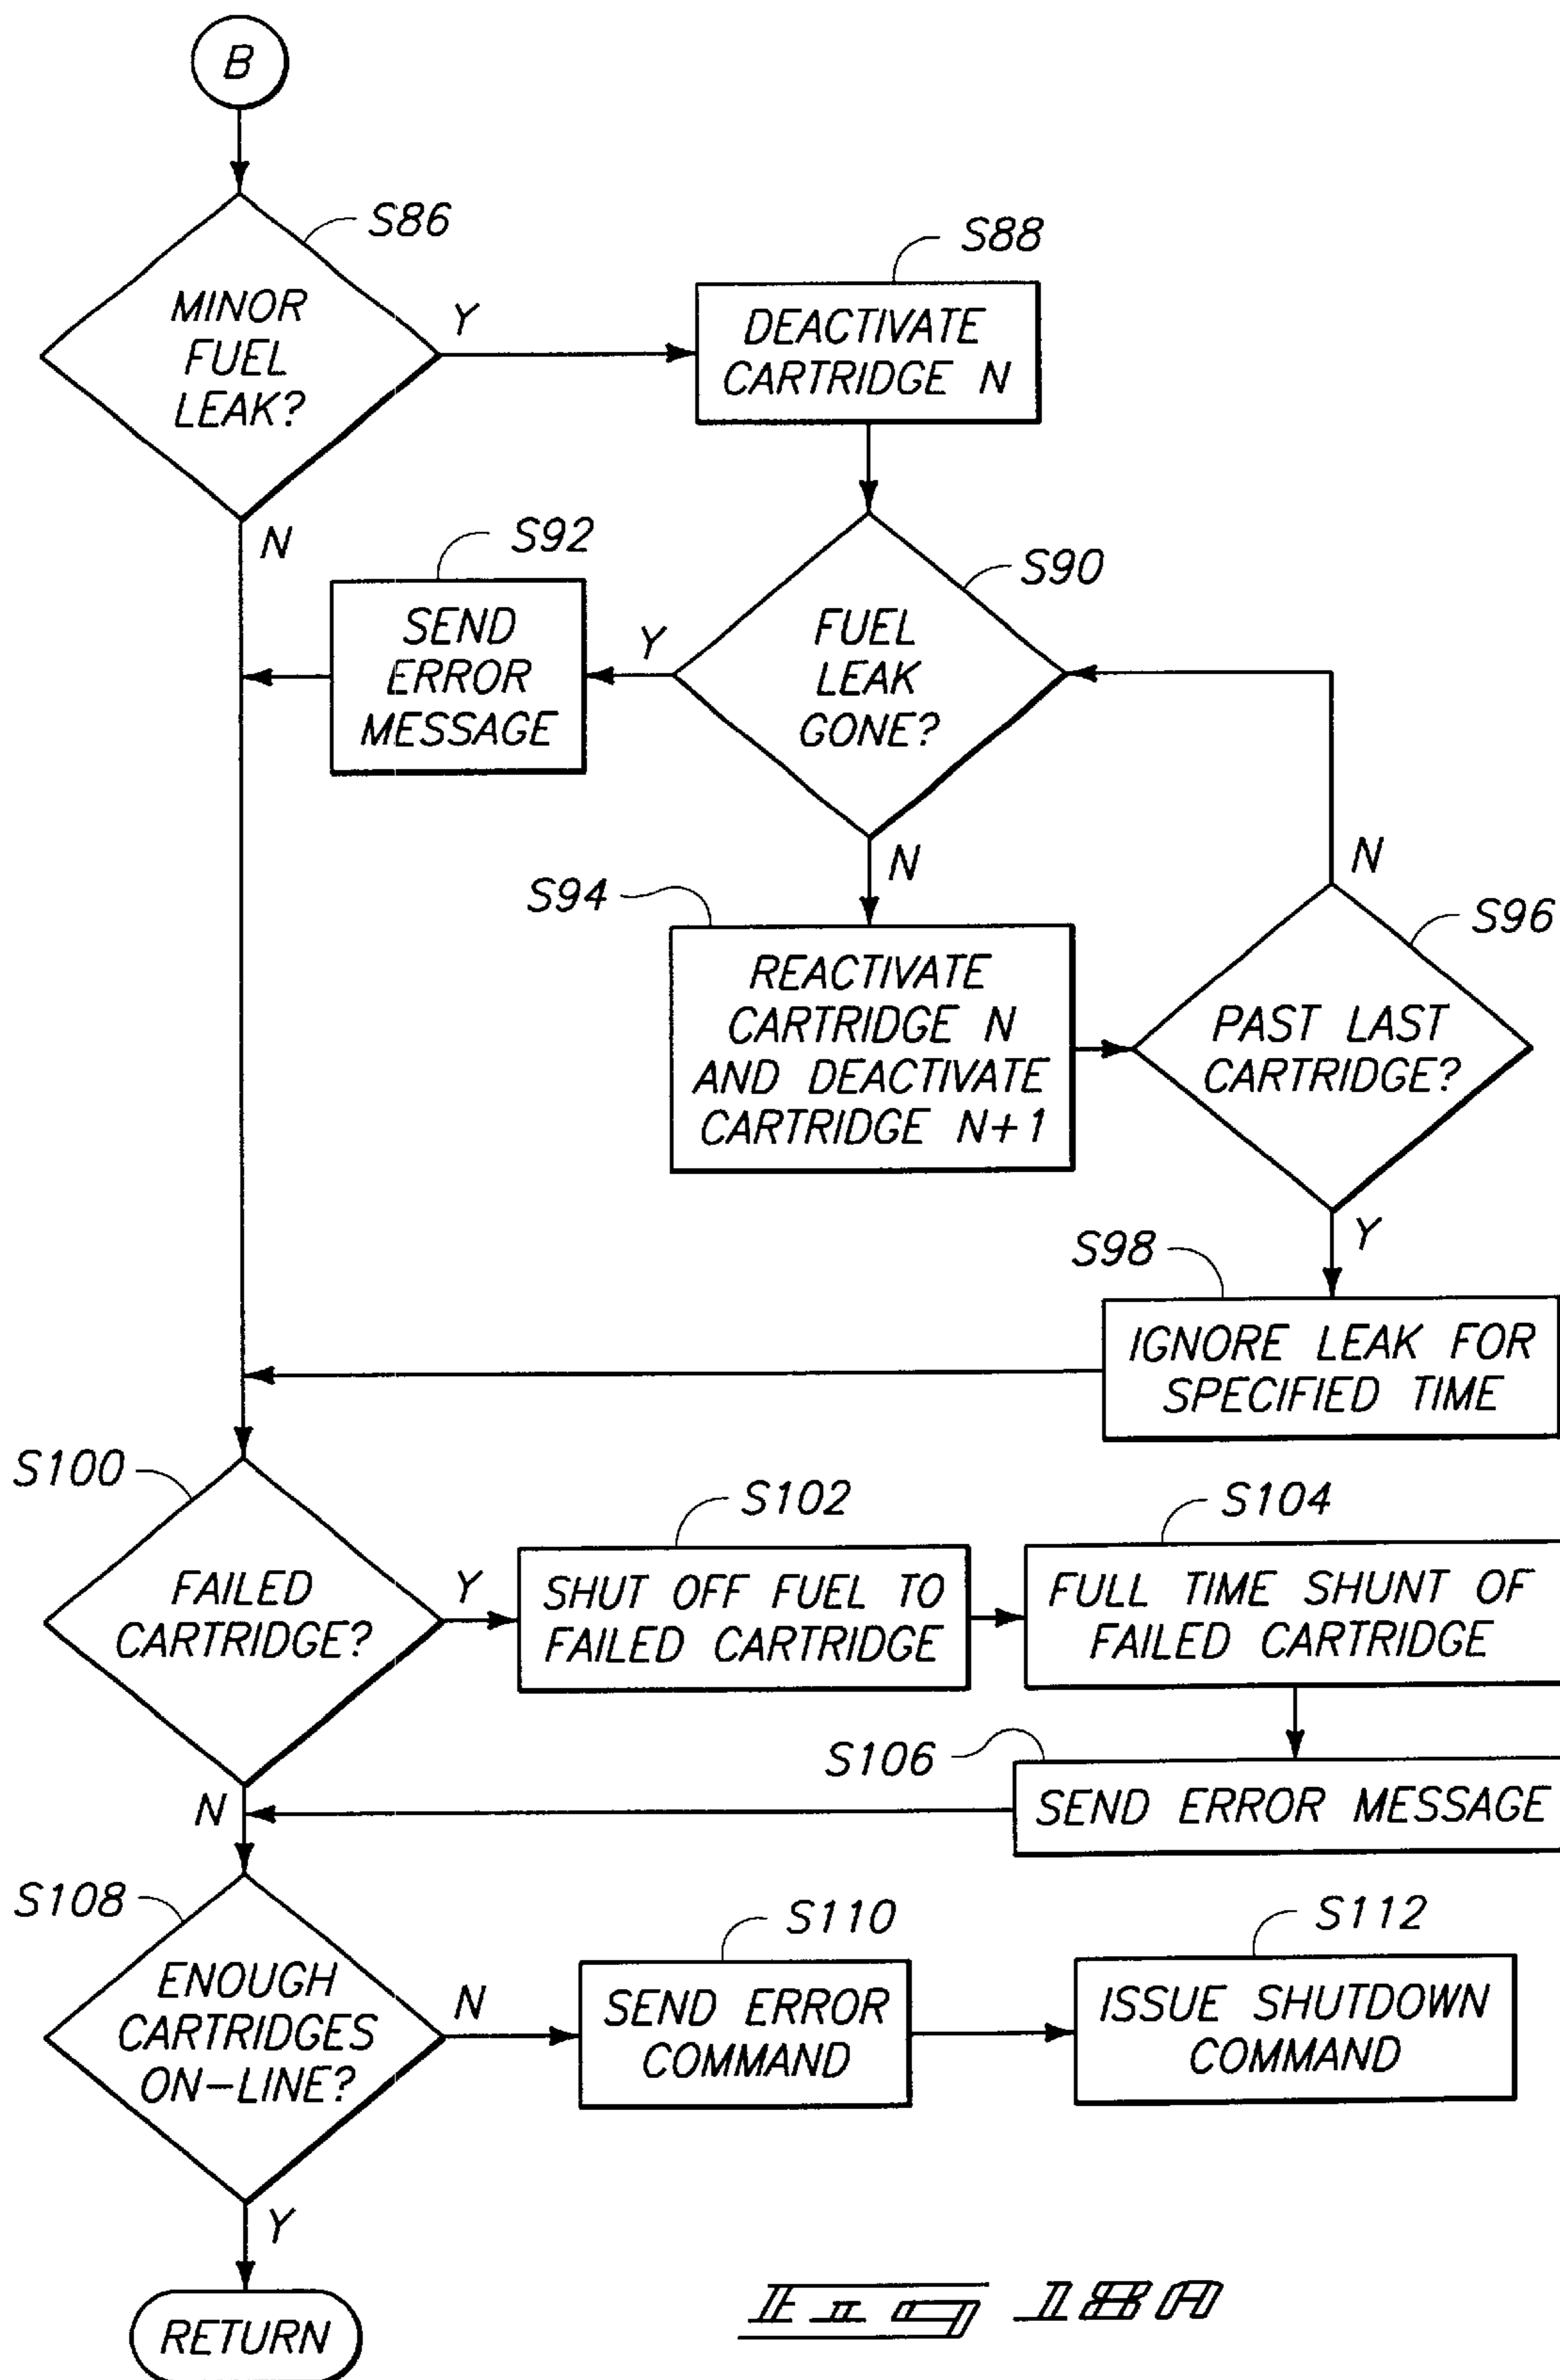 B
S86
MINOR
FUEL
LEAK?
Y
N
S88
DEACTIVATE
CARTRIDGE N
S92
SEND
ERROR
MESSAGE
S90
FUEL
LEAK
GONE?
Y
N
S94
REACTIVATE
CARTRIDGE N
AND DEACTIVATE
CARTRIDGE N+1
S96
PAST LAST
CARTRIDGE?
N
Y
S98
IGNORE LEAK FOR
SPECIFIED TIME
S100
FAILED
CARTRIDGE?
Y
N
S102
SHUT OFF FUEL TO
FAILED CARTRIDGE
S104
FULL TIME SHUNT OF
FAILED CARTRIDGE
S106
SEND ERROR MESSAGE
S108
ENOUGH
CARTRIDGES
ON-LINE?
N
Y
S110
SEND ERROR
COMMAND
S112
ISSUE SHUTDOWN
COMMAND
RETURN
Fig 18A